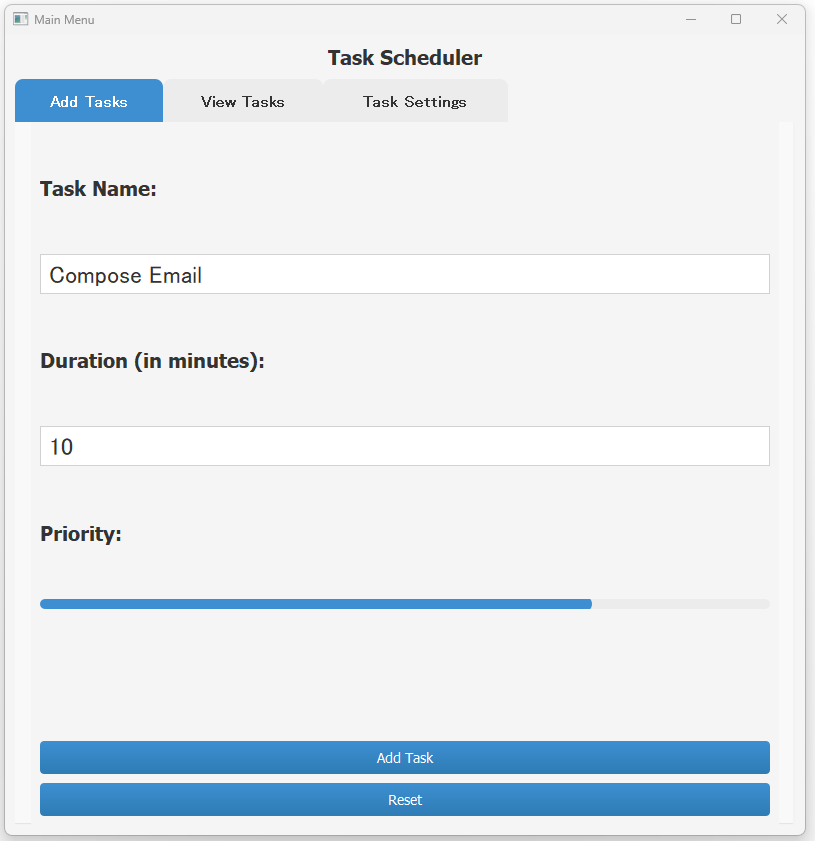 Main Menu
Task Scheduler
Add Tasks View Tasks Task Settings
Task Name:
Compose Email
Duration (in minutes):
10
Priority:
Add Task
Reset